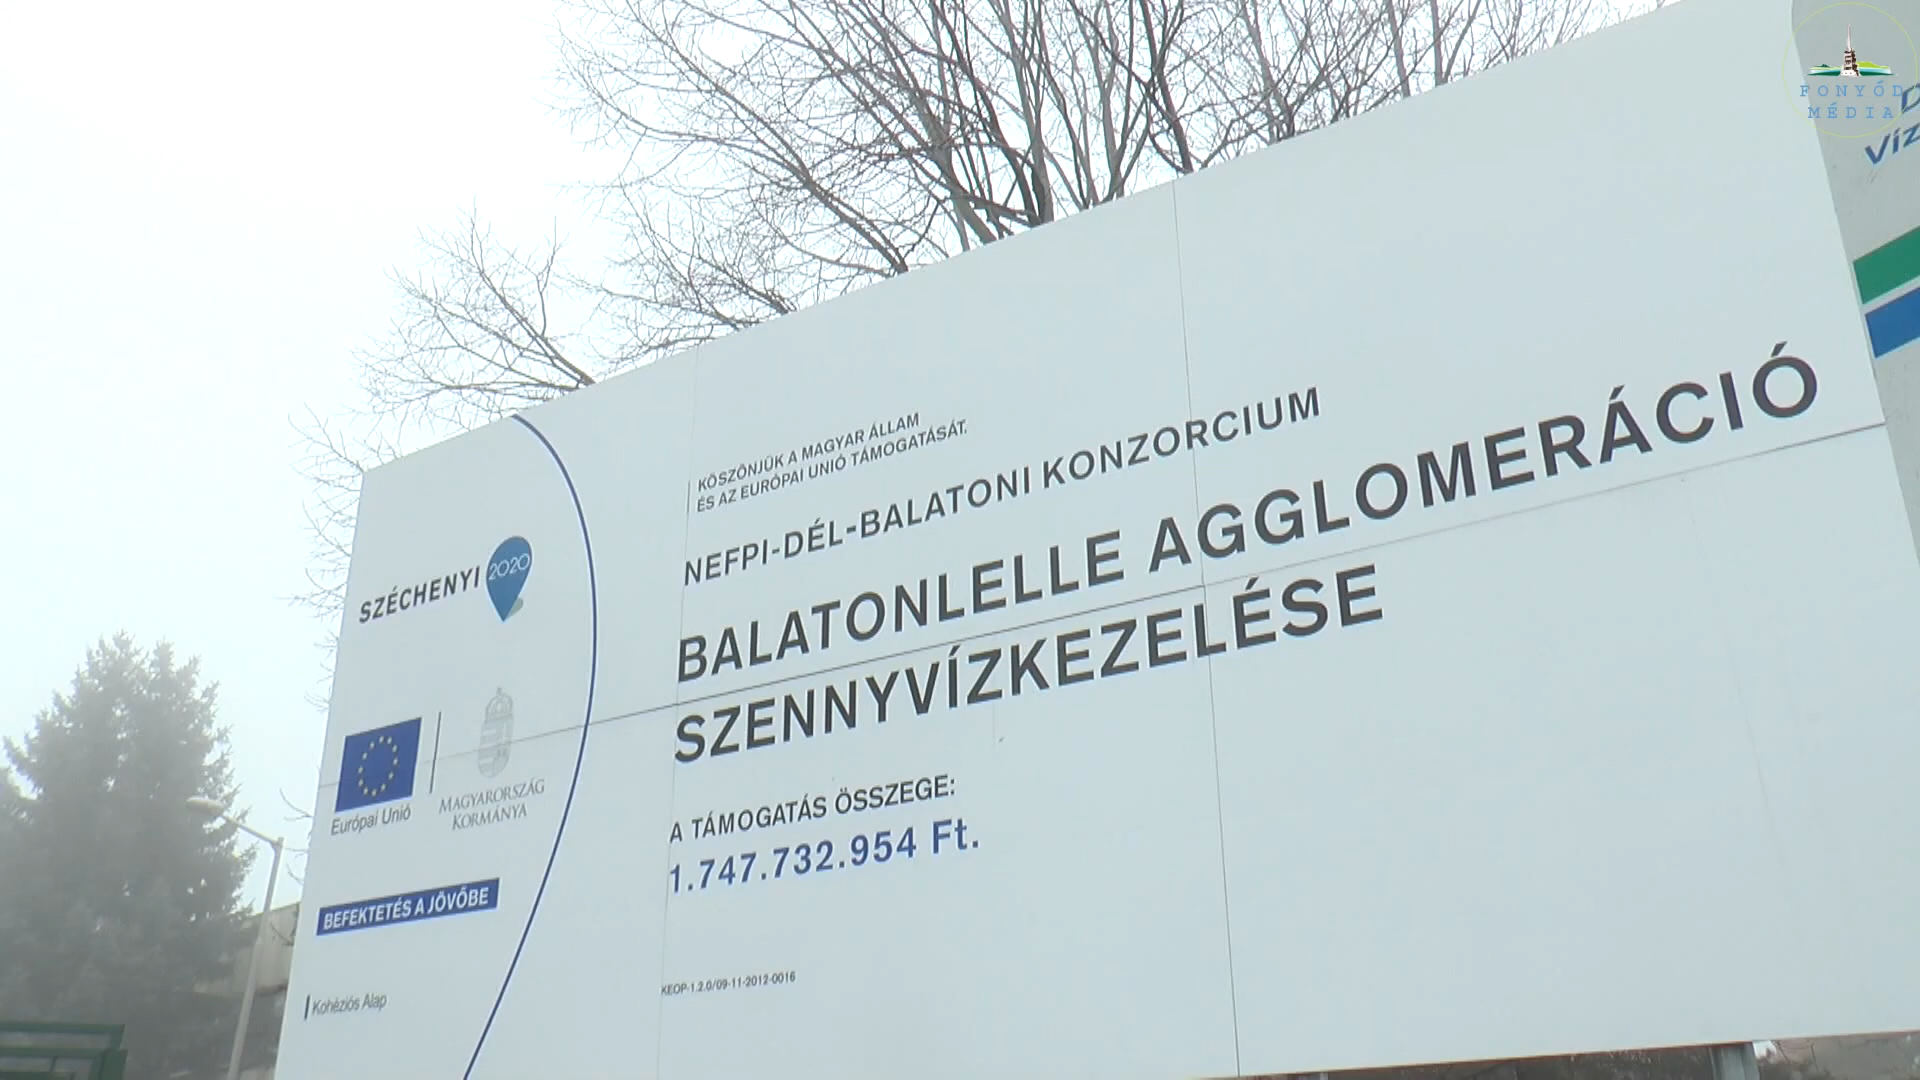 FONYÓD
MÉDIA
KÖSZÖNJÜK A MAGYAR ÁLLAM
ÉS AZ EURÓPAI UNIÓ TÁMOGATÁSÁT.
NEFPI-DÉL-BALATONI KONZORCIUM
BALATONLELLE AGGLOMERÁCIÓ
SZENNYVÍZKEZELÉSE
A TÁMOGATÁS ÖSSZEGE:
1.747.732.954 Ft.
KEOP-1.2.0/09-11-2012-0016
SZÉCHENYI 2020
Európai Unió
MAGYARORSZÁG
KORMÁNYA
BEFEKTETÉS A JÖVŐBE
Kohéziós Alap